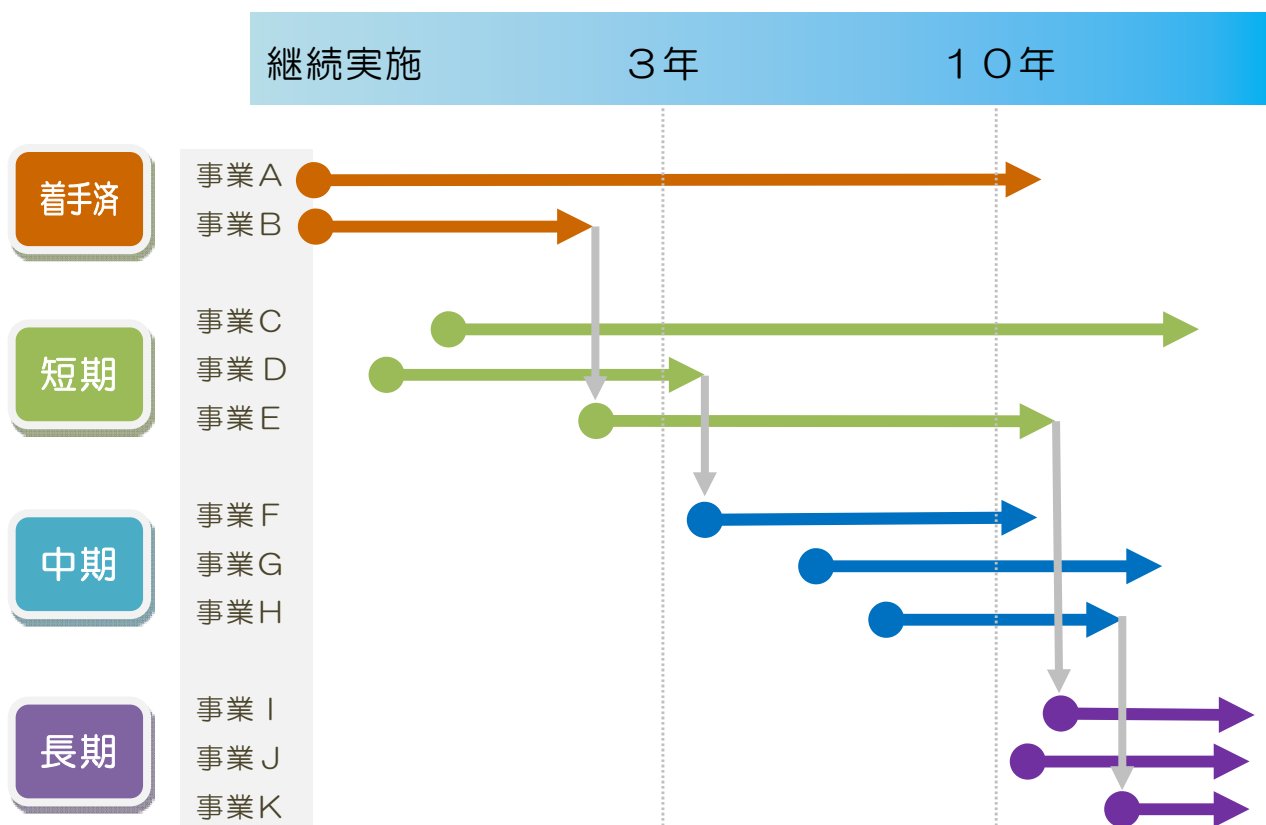 継続実施 3年 10年
着手済
事業A
事業B
短期
事業C
事業D
事業E
中期
事業F
事業G
事業H
長期
事業I
事業J
事業K